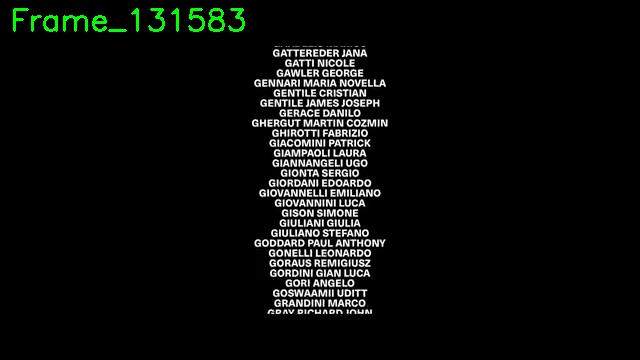 Frame_131583
GATTEREDER JANA
GATTI NICOLE
GAWLER GEORGE
GENNARI MARIA NOVELLA
GENTILE CRISTIAN
GENTILE JAMES JOSEPH
GERACE DANILO
GHERGUT MARTIN COZMIN
GHIROTTI FABRIZIO
GIACOMINI PATRICK
GIAMPAOLI LAURA
GIANNANGELI UGO
GIONTA SERGIO
GIORDANI EDOARDO
GIOVANNELLI EMILIANO
GIOVANNINI LUCA
GISON SIMONE
GIULIANI GIULIA
GIULIANO STEFANO
GODDARD PAUL ANTHONY
GONELLI LEONARDO
GORAUS REMIGIUSZ
GORDINI GIAN LUCA
GORI ANGELO
GOSWAAMII UDITT
GRANDINI MARCO
GRAY RICHARD JOHN